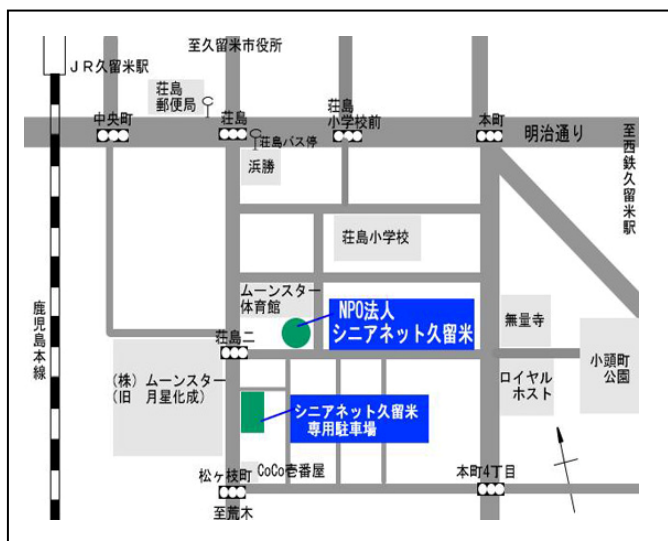 至久留米市役所
ＪＲ久留米駅
荘島
郵便局
中央町
荘島
荘島
小学校前
本町
明治通り
至西鉄久留米駅
荘島バス停
浜勝
荘島小学校
ムーンスター
体育館
NPO法人
シニアネット久留米
無量寺
鹿児島本線
荘島二
小頭町
公園
（株）ムーンスター
（旧　月星化成）
ロイヤル
ホスト
シニアネット久留米
専用駐車場
CoCo壱番屋
松ヶ枝町
本町4丁目
至荒木